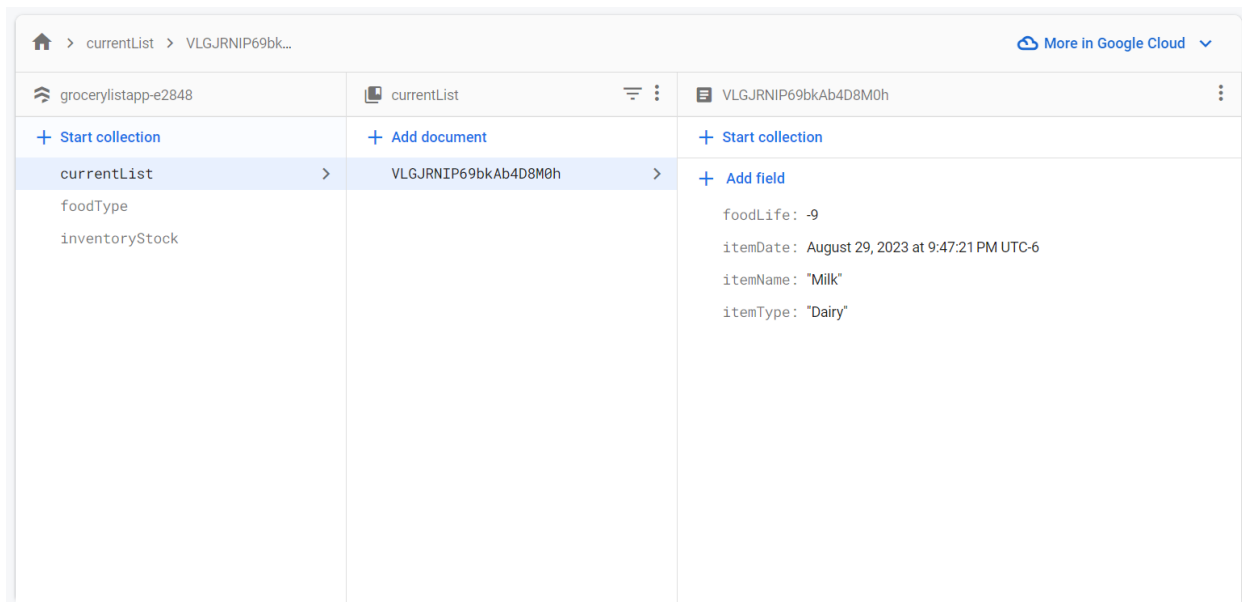 currentList > VLGJRNIP69bk...
More in Google Cloud
grocerylistapp-e2848
currentList
VLGJRNIP69bkAb4D8M0h
+ Start collection
+ Add document
+ Start collection
currentList
foodType
inventoryStock
VLGJRNIP69bkAb4D8M0h
+ Add field
foodLife: -9
itemDate: August 29, 2023 at 9:47:21 PM UTC-6
itemName: "Milk"
itemType: "Dairy"